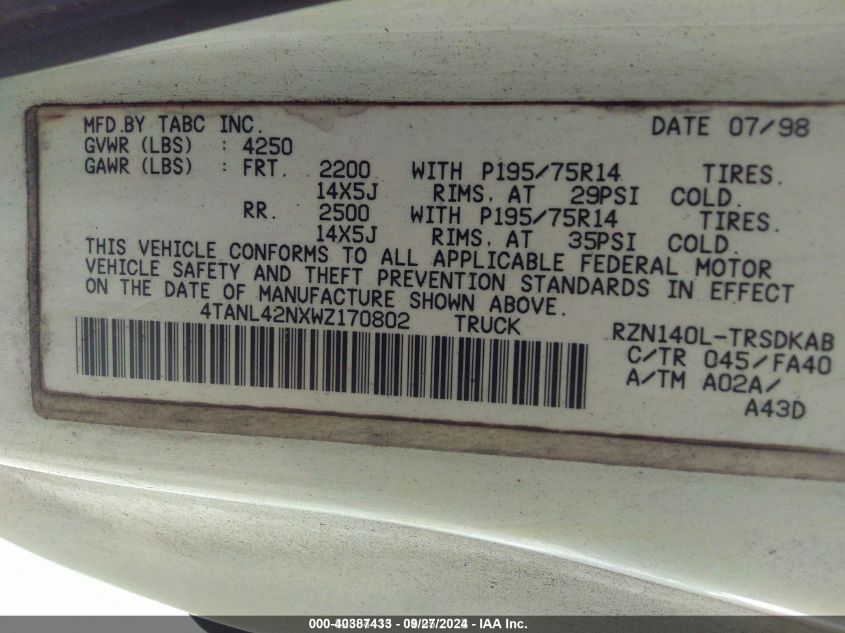 MFD.BY TABC INC. DATE 07/98
GVWR (LBS) : 4250
GAWR (LBS) : FRT. 2200 WITH P195/75R14 TIRES.
14X5J RIMS, AT 29PSI COLD.
RR. 2500 WITH P195/75R14 TIRES.
14X5J RIMS, AT 35PSI COLD.
THIS VEHICLE CONFORMS TO ALL APPLICABLE FEDERAL MOTOR
VEHICLE SAFETY AND THEFT PREVENTION STANDARDS IN EFFECT
ON THE DATE OF MANUFACTURE SHOWN ABOVE.
4TANL42NXWZ170802 TRUCK RZN140L-TRSDKAB
C/TR 045/FA40
A/TM A02A/
A43D
000-40387433 - 09/27/2024 - IAA Inc.